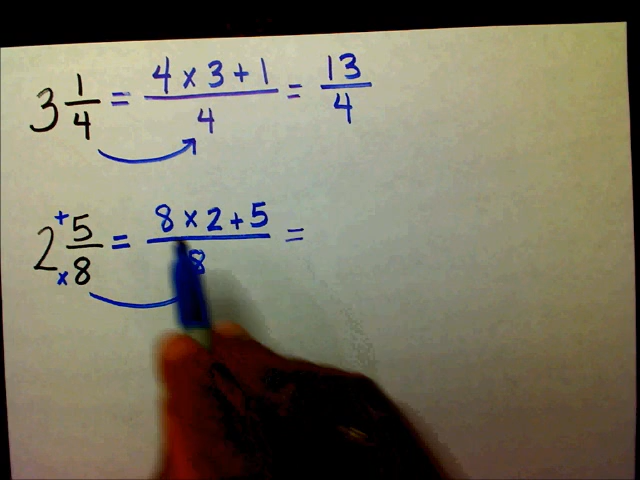 3 1/4 = 4 × 3 + 1/4 = 13/4
2 + 5/× 8 = 8 × 2 + 5/8 =